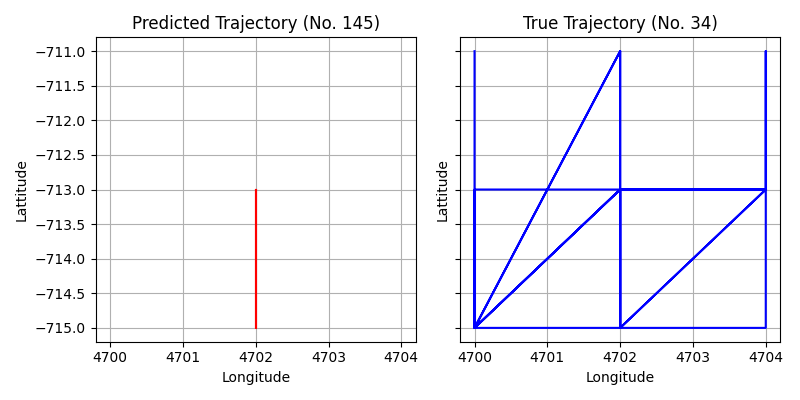 Predicted Trajectory (No. 145)
True Trajectory (No. 34)
−711.0
−711.5
−712.0
−712.5
−713.0
−713.5
−714.0
−714.5
−715.0
Lattitude
Lattitude
4700 4701 4702 4703 4704
4700 4701 4702 4703 4704
Longitude
Longitude